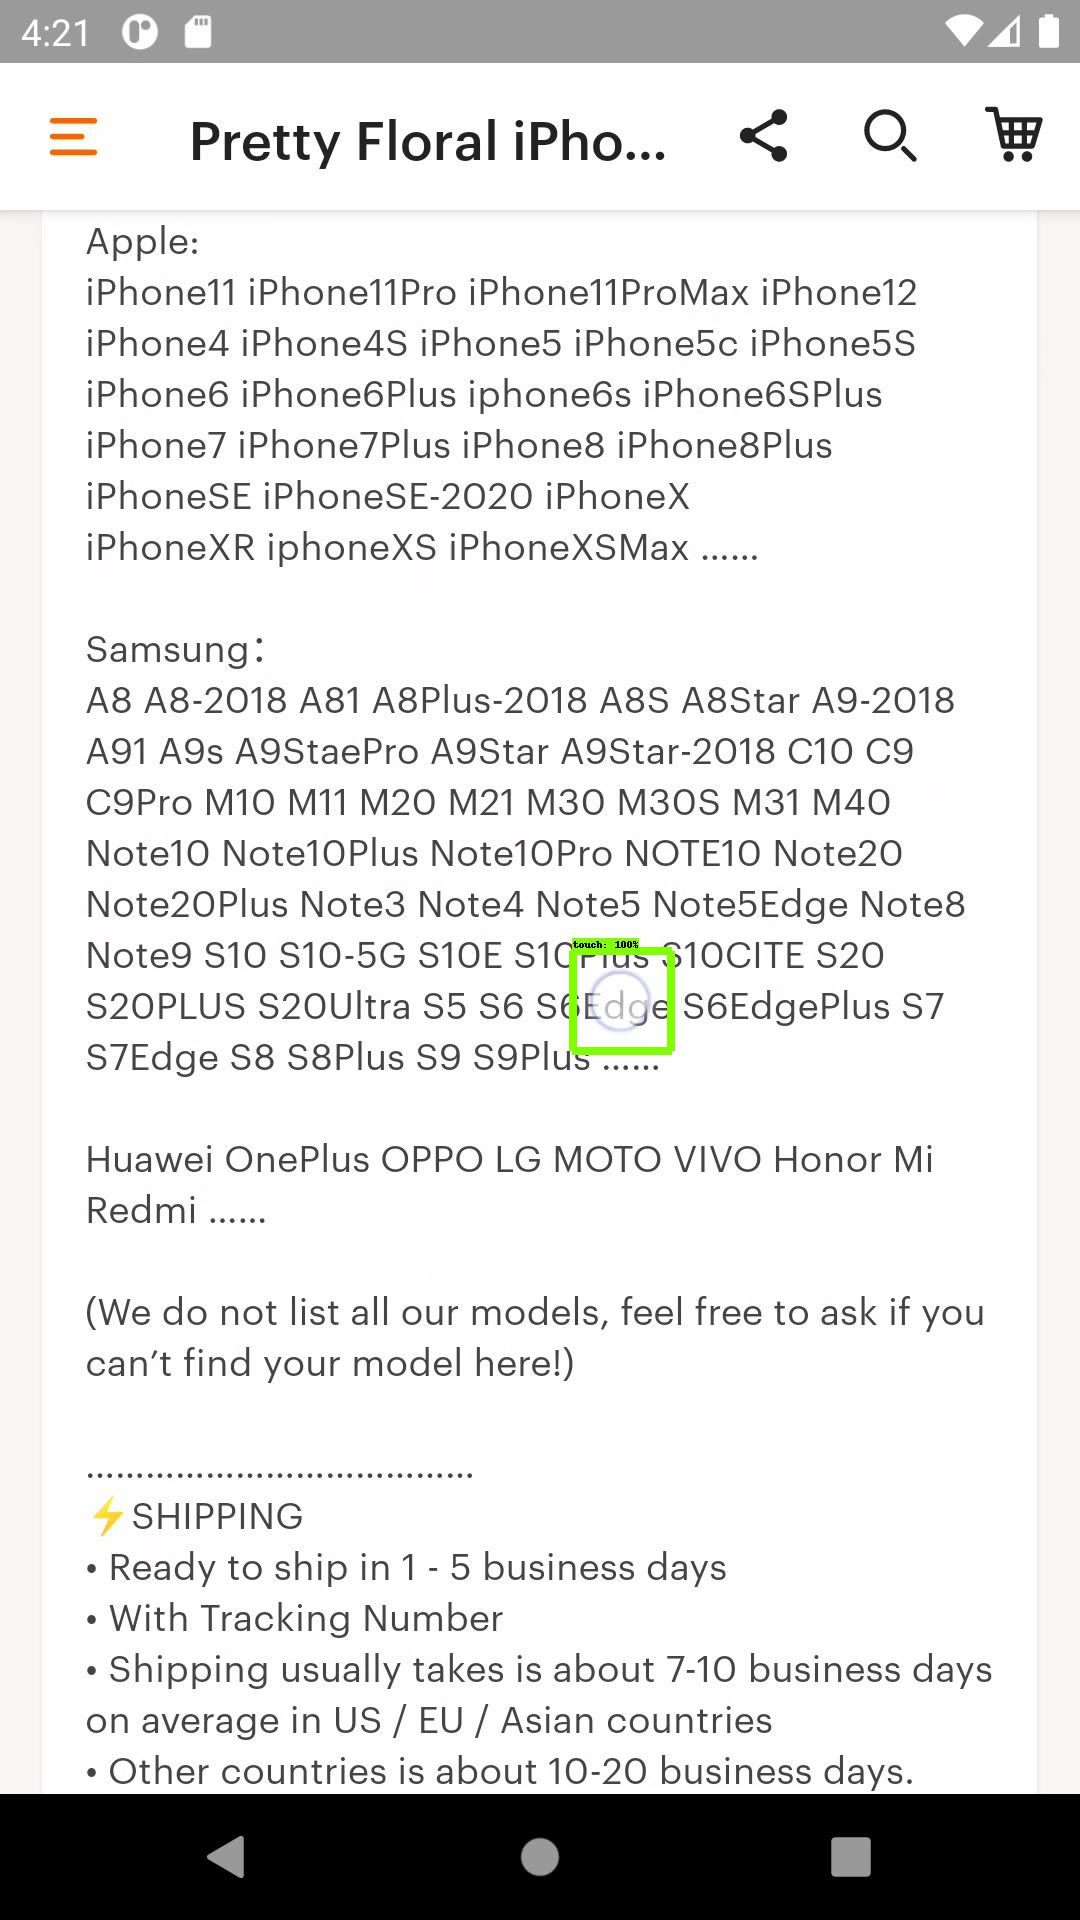 4:21
Pretty Floral iPho...
Apple:
iPhone11 iPhone11Pro iPhone11ProMax iPhone12
iPhone4 iPhone4S iPhone5 iPhone5c iPhone5S
iPhone6 iPhone6Plus iphone6s iPhone6SPlus
iPhone7 iPhone7Plus iPhone8 iPhone8Plus
iPhoneSE iPhoneSE-2020 iPhoneX
iPhoneXR iphoneXS iPhoneXSMax ......
Samsung：
A8 A8-2018 A81 A8Plus-2018 A8S A8Star A9-2018
A91 A9s A9StaePro A9Star A9Star-2018 C10 C9
C9Pro M10 M11 M20 M21 M30 M30S M31 M40
Note10 Note10Plus Note10Pro NOTE10 Note20
Note20Plus Note3 Note4 Note5 Note5Edge Note8
touch: 100%
Note9 S10 S10-5G S10E S10Plus S10CITE S20
S20PLUS S20Ultra S5 S6 S6Edge S6EdgePlus S7
S7Edge S8 S8Plus S9 S9Plus ......
Huawei OnePlus OPPO LG MOTO VIVO Honor Mi
Redmi ......
(We do not list all our models, feel free to ask if you
can’t find your model here!)
.......................................
⚡SHIPPING
• Ready to ship in 1 - 5 business days
• With Tracking Number
• Shipping usually takes is about 7-10 business days
on average in US / EU / Asian countries
• Other countries is about 10-20 business days.